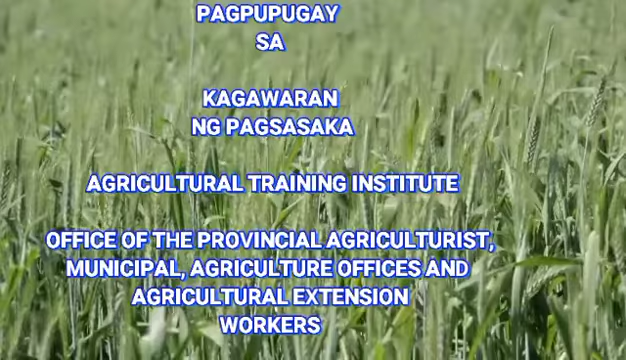 PAGPUPUGAY
SA
KAGAWARAN
NG PAGSASAKA
AGRICULTURAL TRAINING INSTITUTE
OFFICE OF THE PROVINCIAL AGRICULTURIST,
MUNICIPAL, AGRICULTURE OFFICES AND
AGRICULTURAL EXTENSION
WORKERS